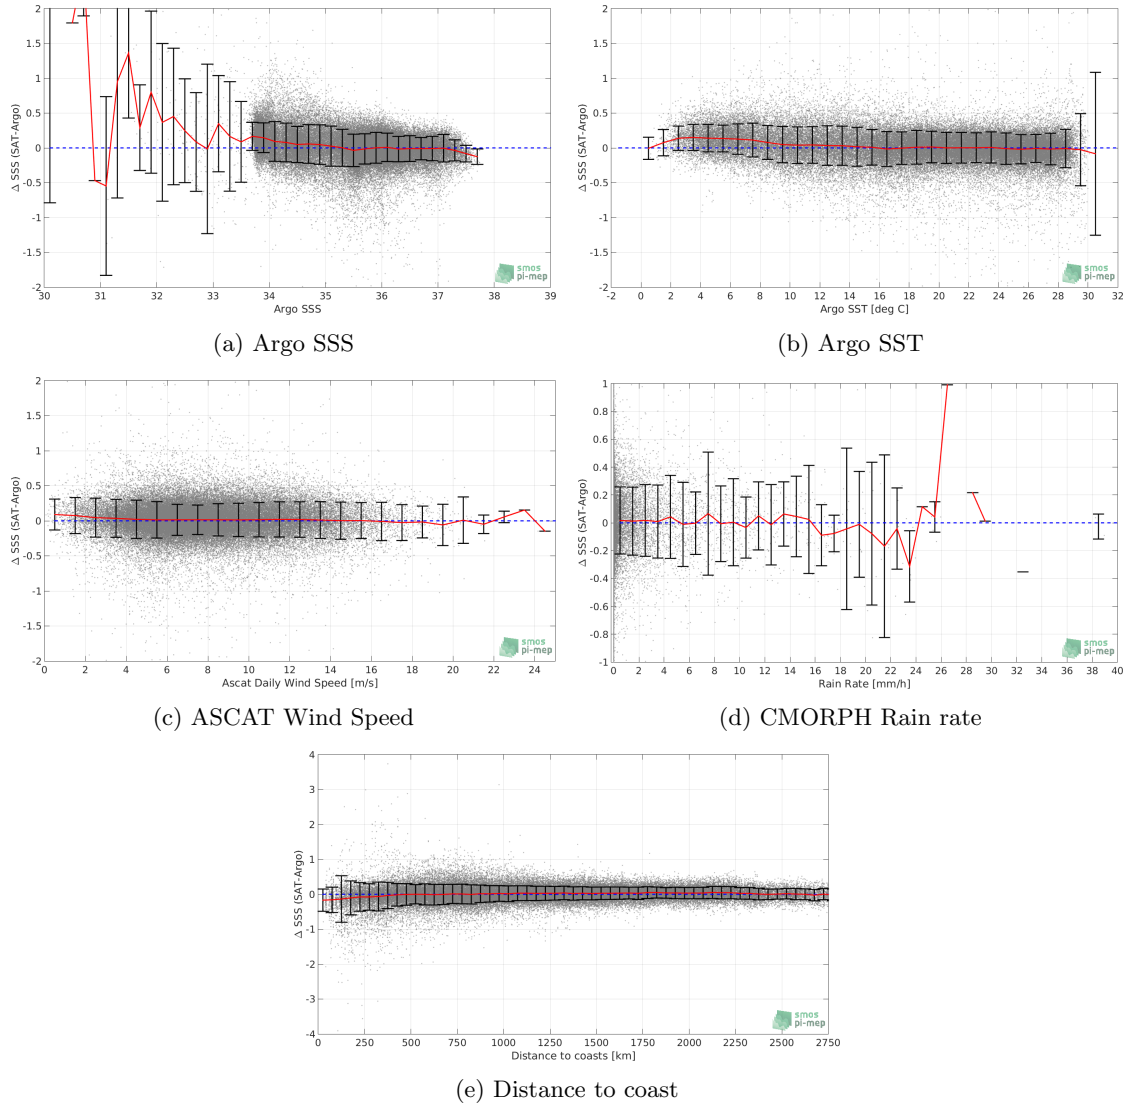 2
1.5
1
0.5
0
-0.5
-1
-1.5
-2
Δ SSS (SAT-Argo)
30 31 32 33 34 35 36 37 38 39
Argo SSS
smos
pi-mep
(a) Argo SSS
2
1.5
1
0.5
0
-0.5
-1
-1.5
-2
Δ SSS (SAT-Argo)
-2 0 2 4 6 8 10 12 14 16 18 20 22 24 26 28 30 32
Argo SST [deg C]
smos
pi-mep
(b) Argo SST
2
1.5
1
0.5
0
-0.5
-1
-1.5
-2
Δ SSS (SAT-Argo)
0 2 4 6 8 10 12 14 16 18 20 22 24
Ascat Daily Wind Speed [m/s]
smos
pi-mep
(c) ASCAT Wind Speed
1
0.8
0.6
0.4
0.2
0
-0.2
-0.4
-0.6
-0.8
-1
Δ SSS (SAT-Argo)
0 2 4 6 8 10 12 14 16 18 20 22 24 26 28 30 32 34 36 38 40
Rain Rate [mm/h]
smos
pi-mep
(d) CMORPH Rain rate
4
3
2
1
0
-1
-2
-3
-4
Δ SSS (SAT-Argo)
0 250 500 750 1000 1250 1500 1750 2000 2250 2500 2750
Distance to coasts [km]
smos
pi-mep
(e) Distance to coast